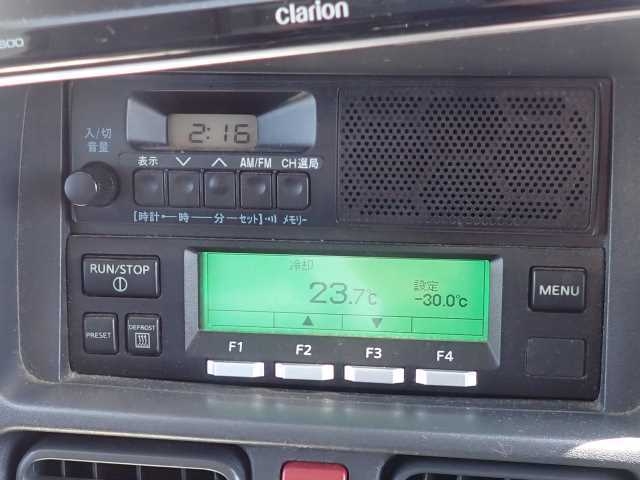 800
Clarion
入/切
音量
2:16
表示 ∨ ∧ AM/FM CH選局
[時計・時 分 セット] メモリー
RUN/STOP
冷却
23.7℃
設定
-30.0℃
▲ ▼
MENU
PRESET
DEFROST
F1 F2 F3 F4